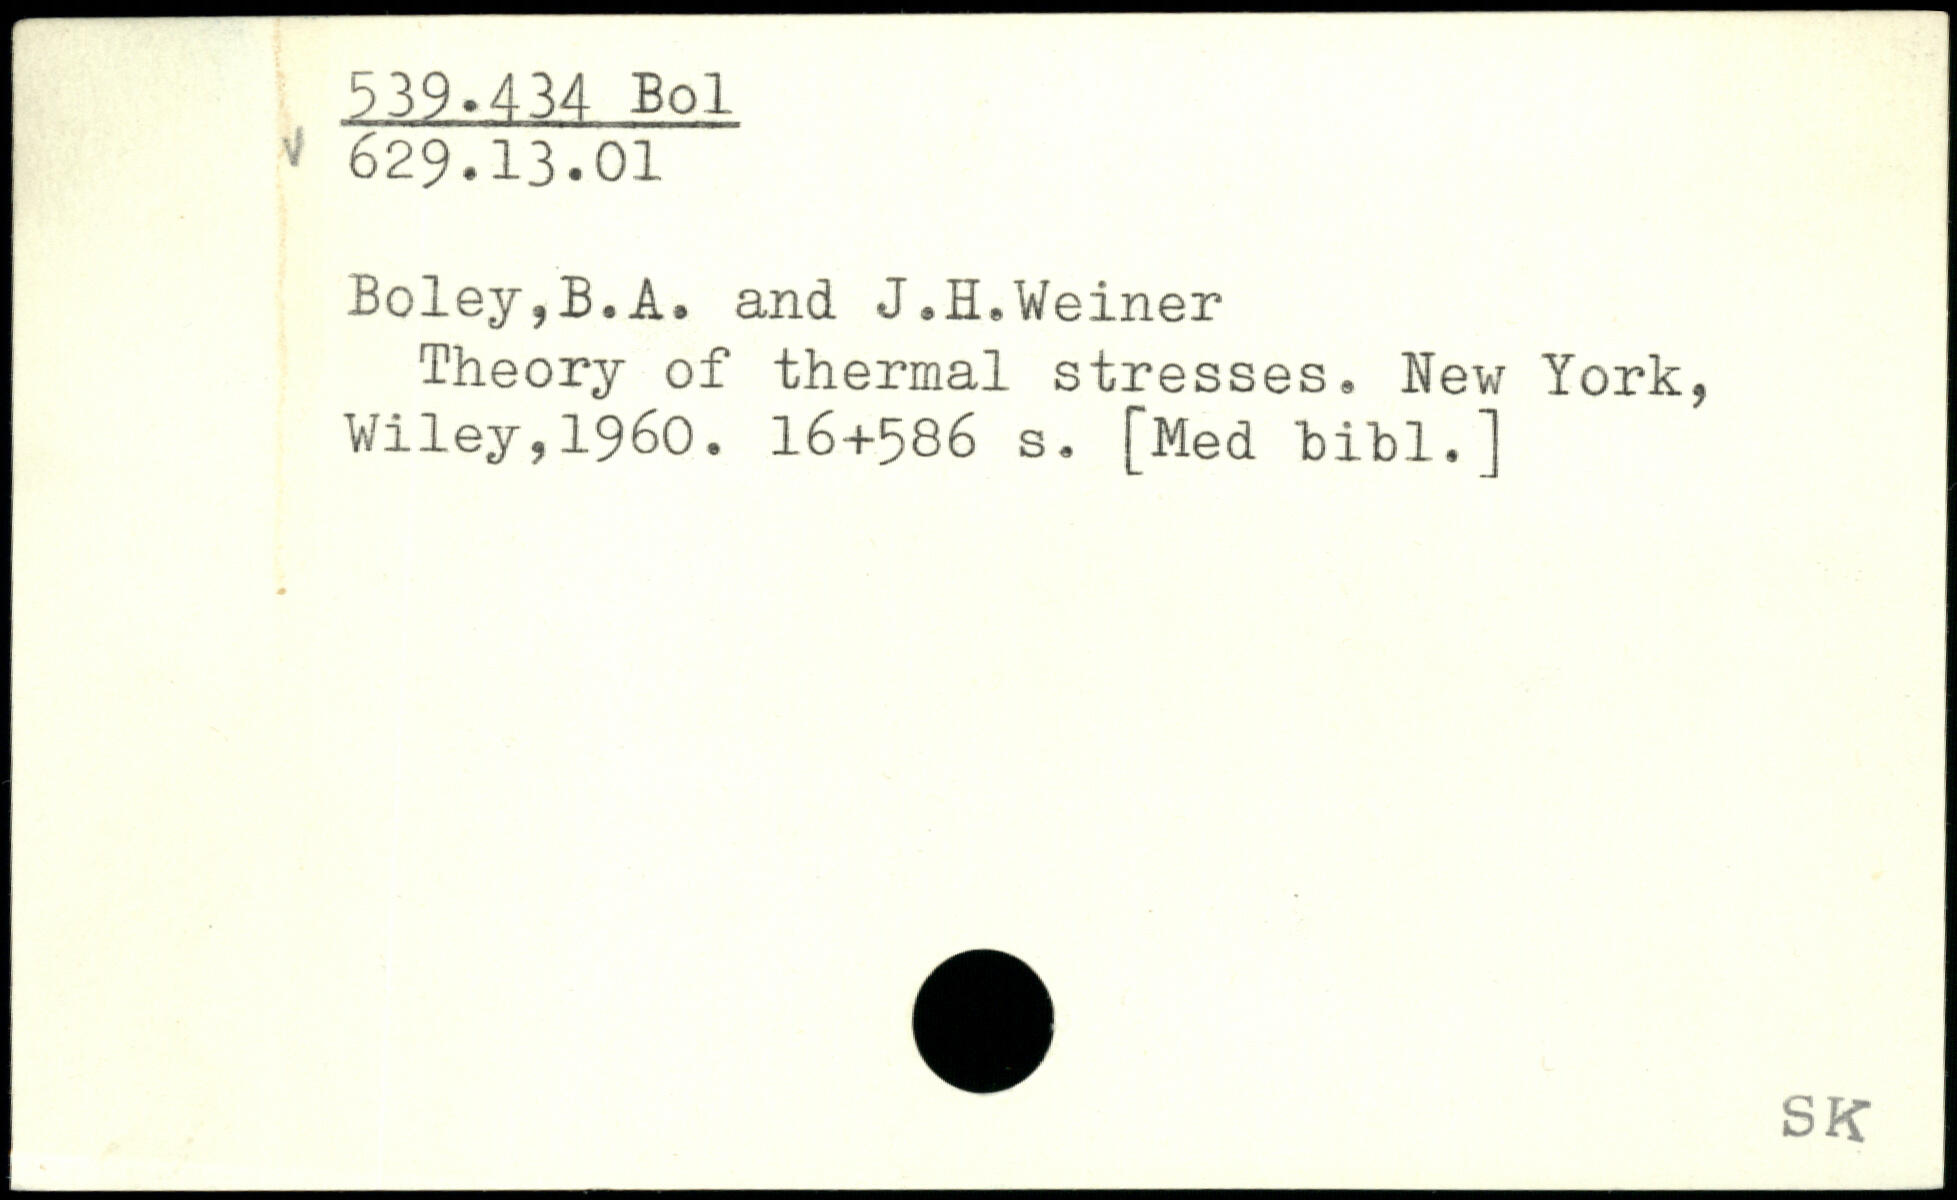 539.434 Bol
v 629.13.01
Boley,B.A. and J.H.Weiner
Theory of thermal stresses. New York,
Wiley,1960. 16+586 s. [Med bibl.]
SK